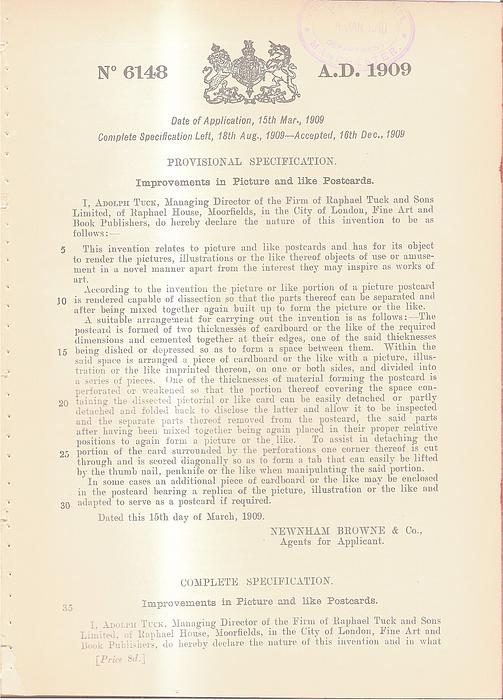 Nº 6148
A.D. 1909
Date of Application, 15th Mar., 1909
Complete Specification Left, 18th Aug., 1909—Accepted, 16th Dec., 1909
PROVISIONAL SPECIFICATION.
Improvements in Picture and like Postcards.
I, ADOLPH TUCK, Managing Director of the Firm of Raphael Tuck and Sons
Limited, of Raphael House, Moorfields, in the City of London, Fine Art and
Book Publishers, do hereby declare the nature of this invention to be as
follows:—
5 This invention relates to picture and like postcards and has for its object
to render the pictures, illustrations or the like thereof objects of use or amuse-
ment in a novel manner apart from the interest they may inspire as works of
art.
According to the invention the picture or like portion of a picture postcard
10 is rendered capable of dissection so that the parts thereof can be separated and
after being mixed together again built up to form the picture or the like.
A suitable arrangement for carrying out the invention is as follows:—The
postcard is formed of two thicknesses of cardboard or the like of the required
dimensions and cemented together at their edges, one of the said thicknesses
15 being dished or depressed so as to form a space between them. Within the
said space is arranged a piece of cardboard or the like with a picture, illus-
tration or the like imprinted thereon, on one or both sides, and divided into
a series of pieces. One of the thicknesses of material forming the postcard is
perforated or weakened so that the portion thereof covering the space con-
20 taining the dissected pictorial or like card can be easily detached or partly
detached and folded back to disclose the latter and allow it to be inspected
and the separate parts thereof removed from the postcard, the said parts
after having been mixed together being again placed in their proper relative
positions to again form a picture or the like. To assist in detaching the
25 portion of the card surrounded by the perforations one corner thereof is cut
through and is scored diagonally so as to form a tab that can easily be lifted
by the thumb nail, penknife or the like when manipulating the said portion.
In some cases an additional piece of cardboard or the like may be enclosed
in the postcard bearing a replica of the picture, illustration or the like and
30 adapted to serve as a postcard if required.
Dated this 15th day of March, 1909.
NEWNHAM BROWNE & Co.,
Agents for Applicant.
COMPLETE SPECIFICATION.
35 Improvements in Picture and like Postcards.
I, ADOLPH TUCK, Managing Director of the Firm of Raphael Tuck and Sons
Limited, of Raphael House, Moorfields, in the City of London, Fine Art and
Book Publishers, do hereby declare the nature of this invention and in what
[Price 8d.]